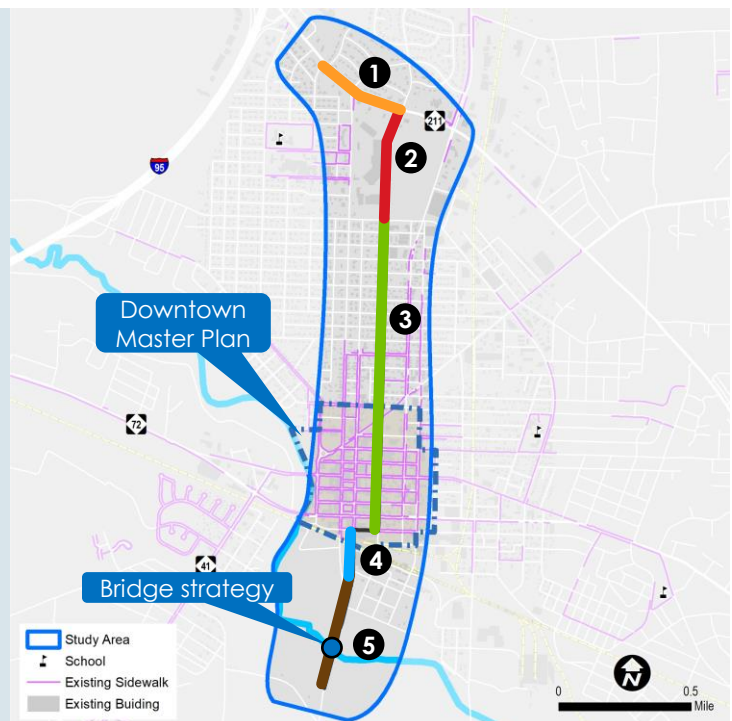 1
211
2
95
3
Downtown
Master Plan
72
4
41
Bridge strategy
5
Study Area
School
Existing Sidewalk
Existing Buiding
N
0
0.5
Mile